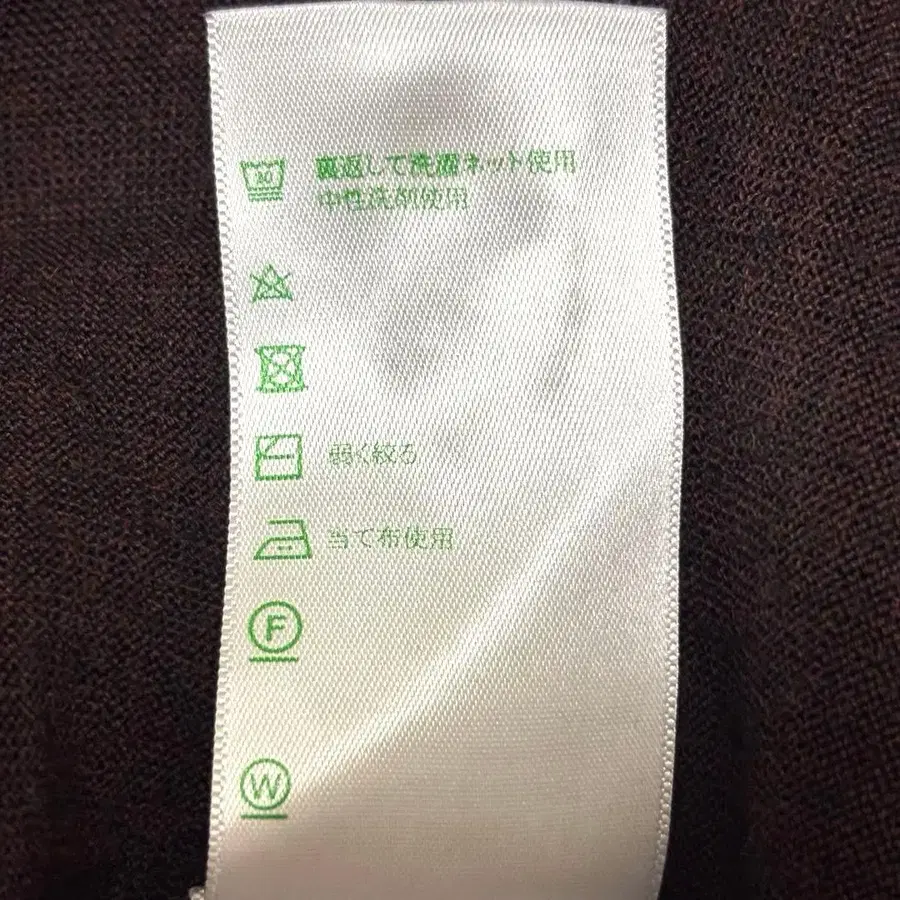 30
裏返して洗濯ネット使用
中性洗剤使用
弱く絞る
当て布使用
F
W